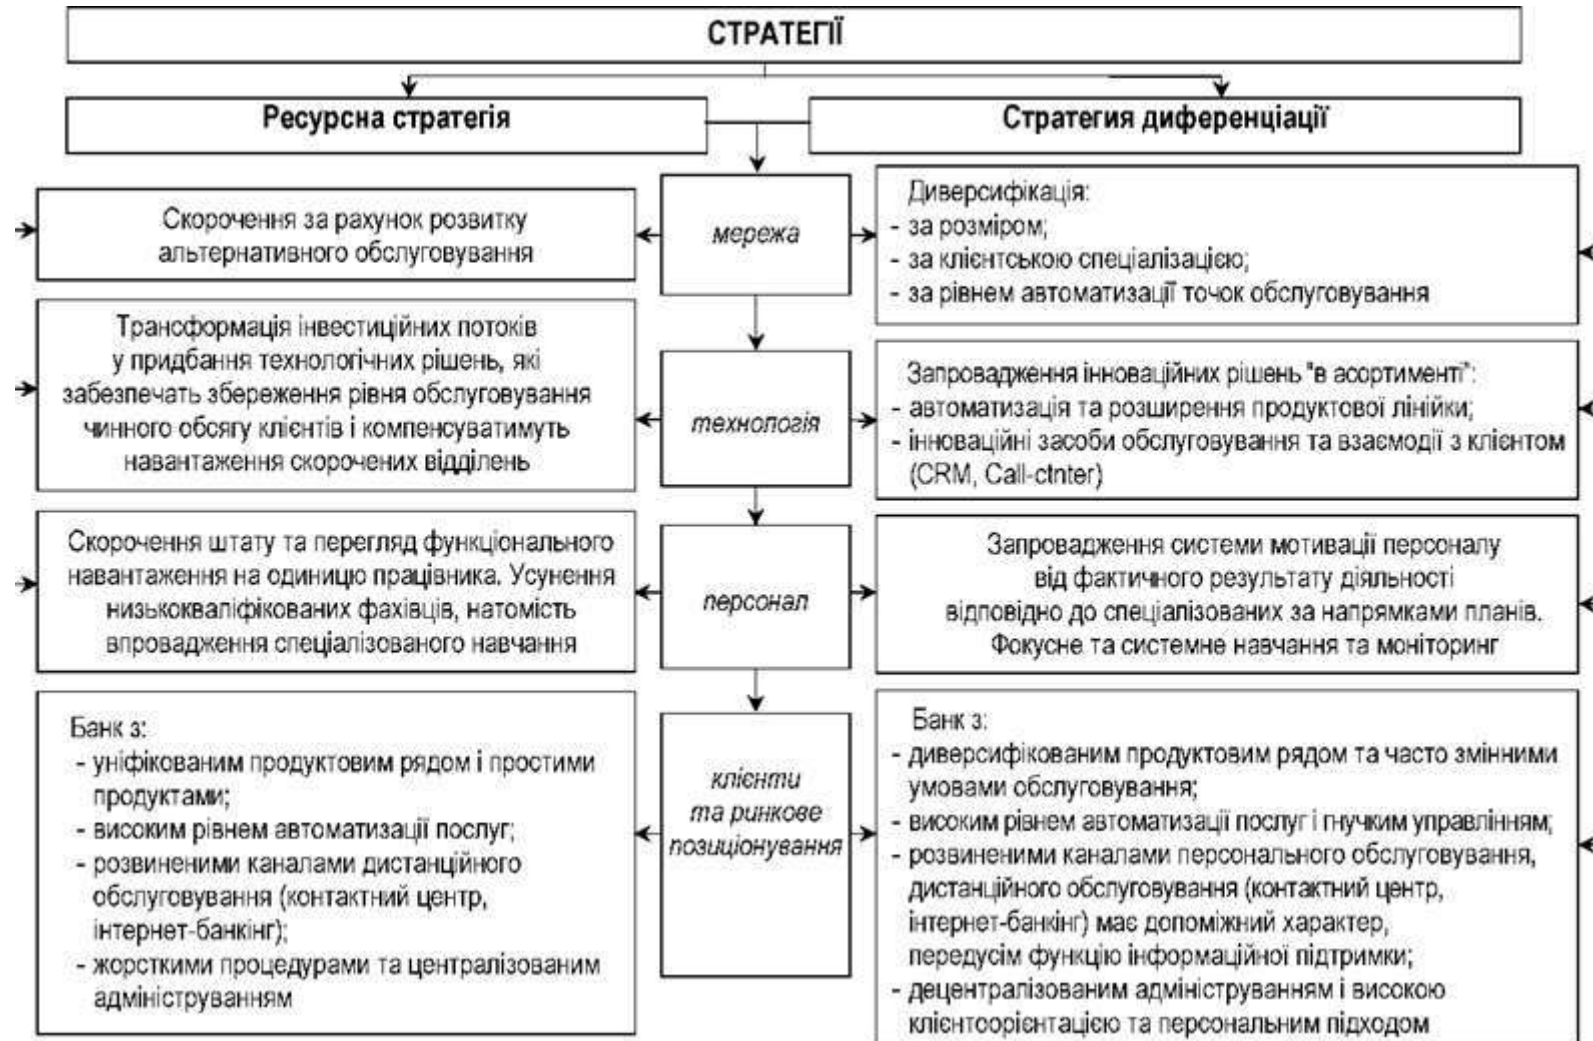 СТРАТЕГІЇ
Ресурсна стратегія
Стратегия диференціації
Скорочення за рахунок розвитку
альтернативного обслуговування
мережа
Диверсифікація:
- за розміром;
- за клієнтською спеціалізацією;
- за рівнем автоматизації точок обслуговування
Трансформація інвестиційних потоків
у придбання технологічних рішень, які
забезпечать збереження рівня обслуговування
чинного обсягу клієнтів і компенсуватимуть
навантаження скорочених відділень
технологія
Запровадження інноваційних рішень "в асортименті":
- автоматизація та розширення продуктової лінійки;
- інноваційні засоби обслуговування та взаємодії з клієнтом
(CRM, Call-ctnter)
Скорочення штату та перегляд функціонального
навантаження на одиницю працівника. Усунення
низькокваліфікованих фахівців, натомість
впровадження спеціалізованого навчання
персонал
Запровадження системи мотивації персоналу
від фактичного результату діяльності
відповідно до спеціалізованих за напрямками планів.
Фокусне та системне навчання та моніторинг
Банк з:
- уніфікованим продуктовим рядом і простими
продуктами;
- високим рівнем автоматизації послуг;
- розвиненими каналами дистанційного
обслуговування (контактний центр,
інтернет-банкінг);
- жорсткими процедурами та централізованим
адмініструванням
клієнти
та ринкове
позиціонування
Банк з:
- диверсифікованим продуктовим рядом та часто змінними
умовами обслуговування;
- високим рівнем автоматизації послуг і гнучким управлінням;
- розвиненими каналами персонального обслуговування,
дистанційного обслуговування (контактний центр,
інтернет-банкінг) має допоміжний характер,
передусім функцію інформаційної підтримки;
- децентралізованим адмініструванням і високою
клієнтоорієнтацією та персональним підходом